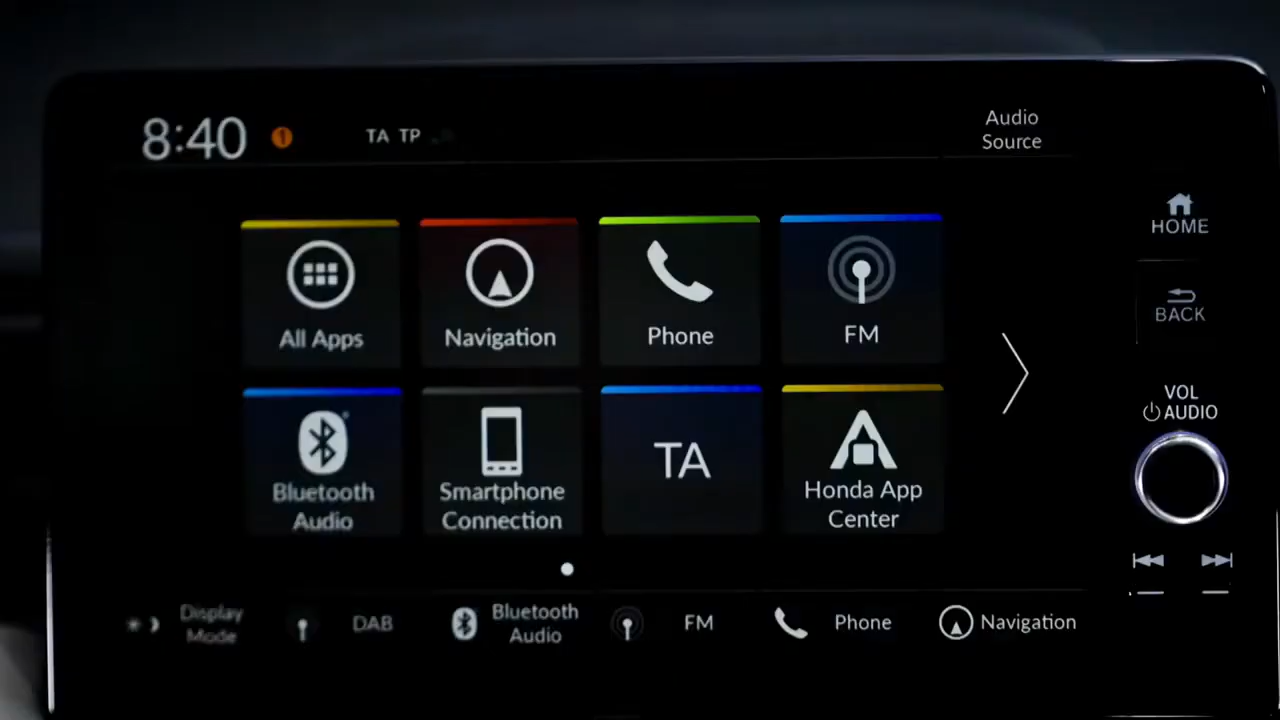 8:40 1 TA TP
Audio
Source
HOME
BACK
All Apps
Navigation
Phone
FM
VOL
AUDIO
Bluetooth
Audio
Smartphone
Connection
TA
Honda App
Center
Display
Mode
DAB
Bluetooth
Audio
FM
Phone
Navigation